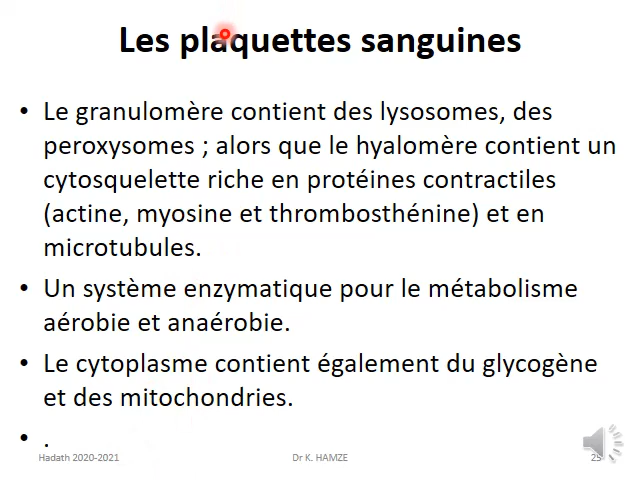 Les plaquettes sanguines
• Le granulomère contient des lysosomes, des
peroxysomes ; alors que le hyalomère contient un
cytosquelette riche en protéines contractiles
(actine, myosine et thrombosthénine) et en
microtubules.
• Un système enzymatique pour le métabolisme
aérobie et anaérobie.
• Le cytoplasme contient également du glycogène
et des mitochondries.
• .
Hadath 2020-2021 Dr K. HAMZE